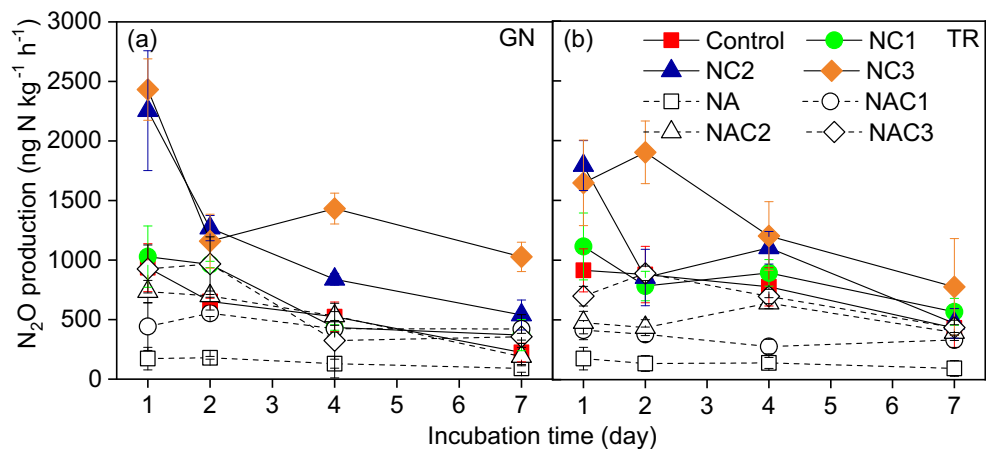 N₂O production (ng N kg⁻¹ h⁻¹)
3000
2500
2000
1500
1000
500
0
(a)
GN
1 2 3 4 5 6 7
(b)
TR
Control NC1
NC2 NC3
NA NAC1
NAC2 NAC3
1 2 3 4 5 6 7
Incubation time (day)